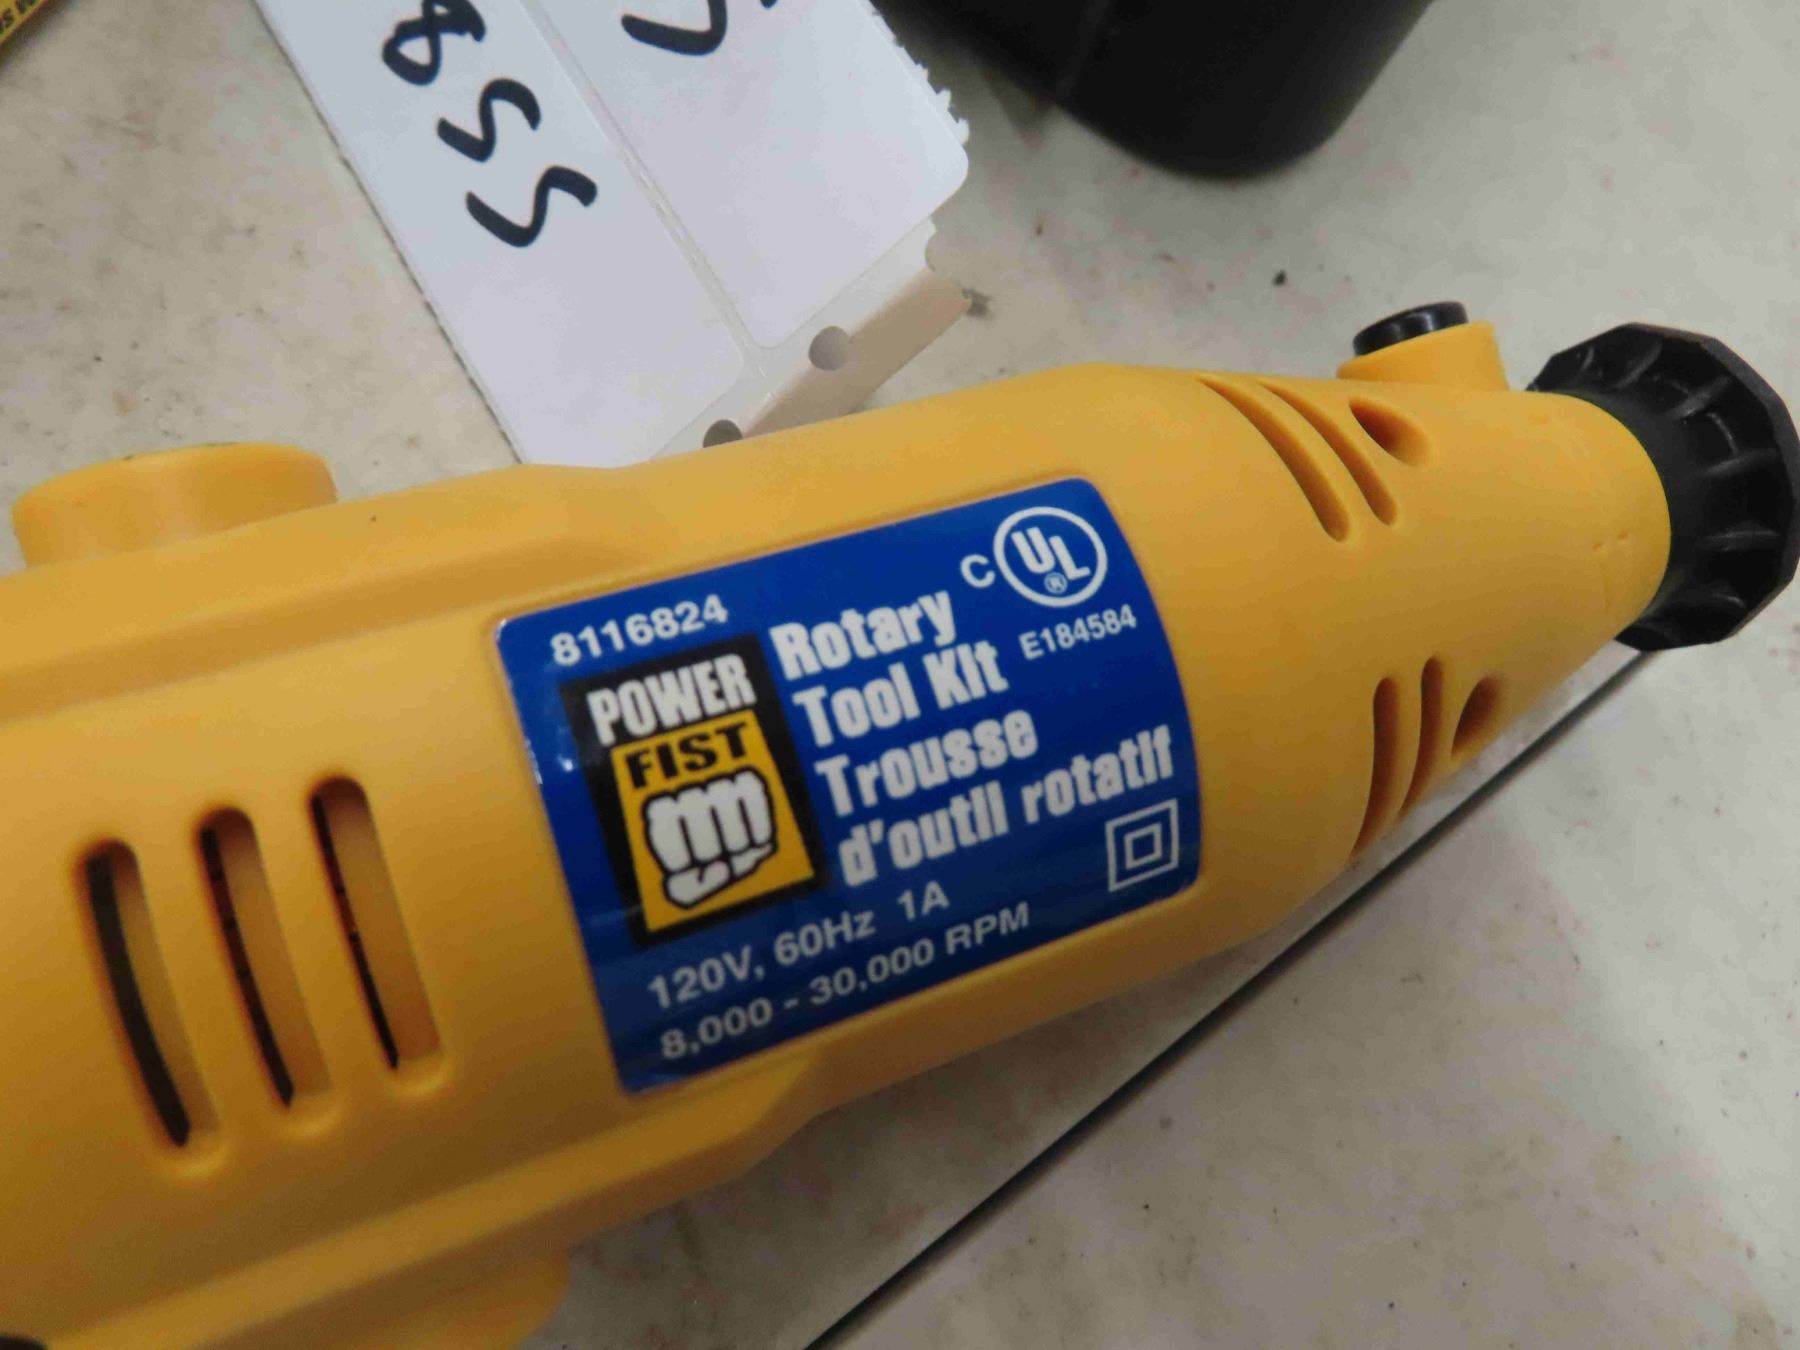 855
8116824
POWER
FIST
Rotary
Tool Kit
Trousse
d'outil rotatif
C UL ®
E184584
120V, 60Hz 1A
8,000 - 30,000 RPM